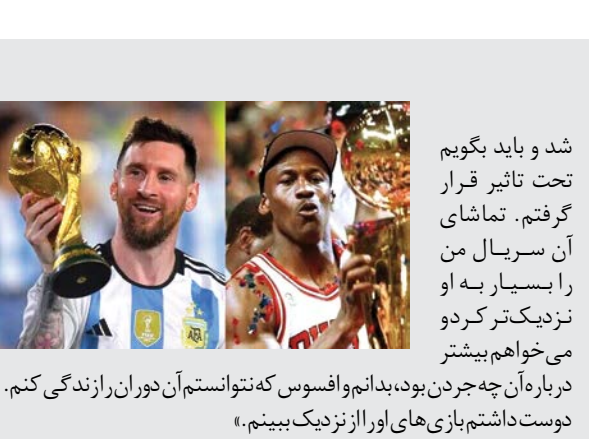 شد و باید بگویم
تحت تاثیر قرار
گرفتم. تماشای
آن سریال من
را بسیار به او
نزدیک‌تر کرد و
می‌خواهم بیشتر
درباره آن چه جردن بود، بدانم و افسوس که نتوانستم آن دوران را زندگی کنم.
دوست داشتم بازی‌های او را از نزدیک ببینم.»
AFA